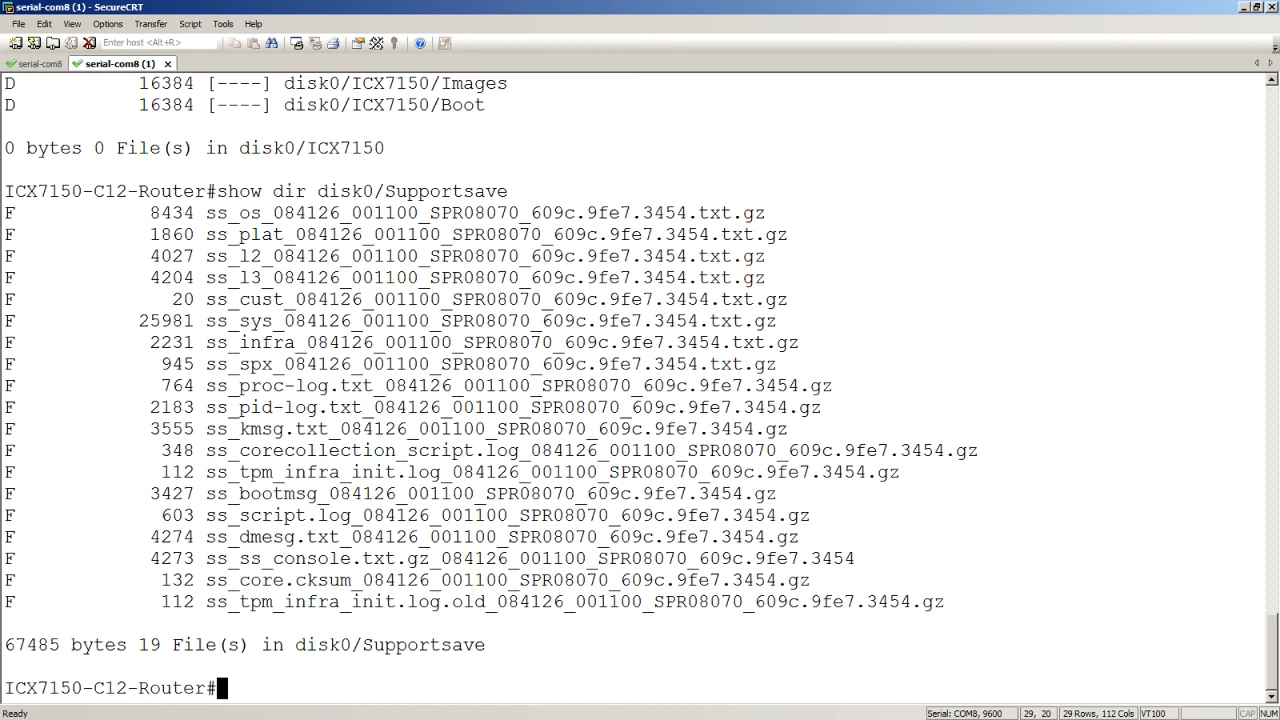 serial-com8 (1) - SecureCRT
File Edit View Options Transfer Script Tools Help
Enter host <Alt+R>
serial-com8 serial-com8 (1)
D 16384 [----] disk0/ICX7150/Images
D 16384 [----] disk0/ICX7150/Boot
0 bytes 0 File(s) in disk0/ICX7150
ICX7150-C12-Router#show dir disk0/Supportsave
F 8434 ss_os_084126_001100_SPR08070_609c.9fe7.3454.txt.gz
F 1860 ss_plat_084126_001100_SPR08070_609c.9fe7.3454.txt.gz
F 4027 ss_l2_084126_001100_SPR08070_609c.9fe7.3454.txt.gz
F 4204 ss_l3_084126_001100_SPR08070_609c.9fe7.3454.txt.gz
F 20 ss_cust_084126_001100_SPR08070_609c.9fe7.3454.txt.gz
F 25981 ss_sys_084126_001100_SPR08070_609c.9fe7.3454.txt.gz
F 2231 ss_infra_084126_001100_SPR08070_609c.9fe7.3454.txt.gz
F 945 ss_spx_084126_001100_SPR08070_609c.9fe7.3454.txt.gz
F 764 ss_proc-log.txt_084126_001100_SPR08070_609c.9fe7.3454.gz
F 2183 ss_pid-log.txt_084126_001100_SPR08070_609c.9fe7.3454.gz
F 3555 ss_kmsg.txt_084126_001100_SPR08070_609c.9fe7.3454.gz
F 348 ss_corecollection_script.log_084126_001100_SPR08070_609c.9fe7.3454.gz
F 112 ss_tpm_infra_init.log_084126_001100_SPR08070_609c.9fe7.3454.gz
F 3427 ss_bootmsg_084126_001100_SPR08070_609c.9fe7.3454.gz
F 603 ss_script.log_084126_001100_SPR08070_609c.9fe7.3454.gz
F 4274 ss_dmesg.txt_084126_001100_SPR08070_609c.9fe7.3454.gz
F 4273 ss_ss_console.txt.gz_084126_001100_SPR08070_609c.9fe7.3454
F 132 ss_core.cksum_084126_001100_SPR08070_609c.9fe7.3454.gz
F 112 ss_tpm_infra_init.log.old_084126_001100_SPR08070_609c.9fe7.3454.gz
67485 bytes 19 File(s) in disk0/Supportsave
ICX7150-C12-Router#
Ready Serial: COM8, 9600 29, 20 29 Rows, 112 Cols VT100 CAP NUM